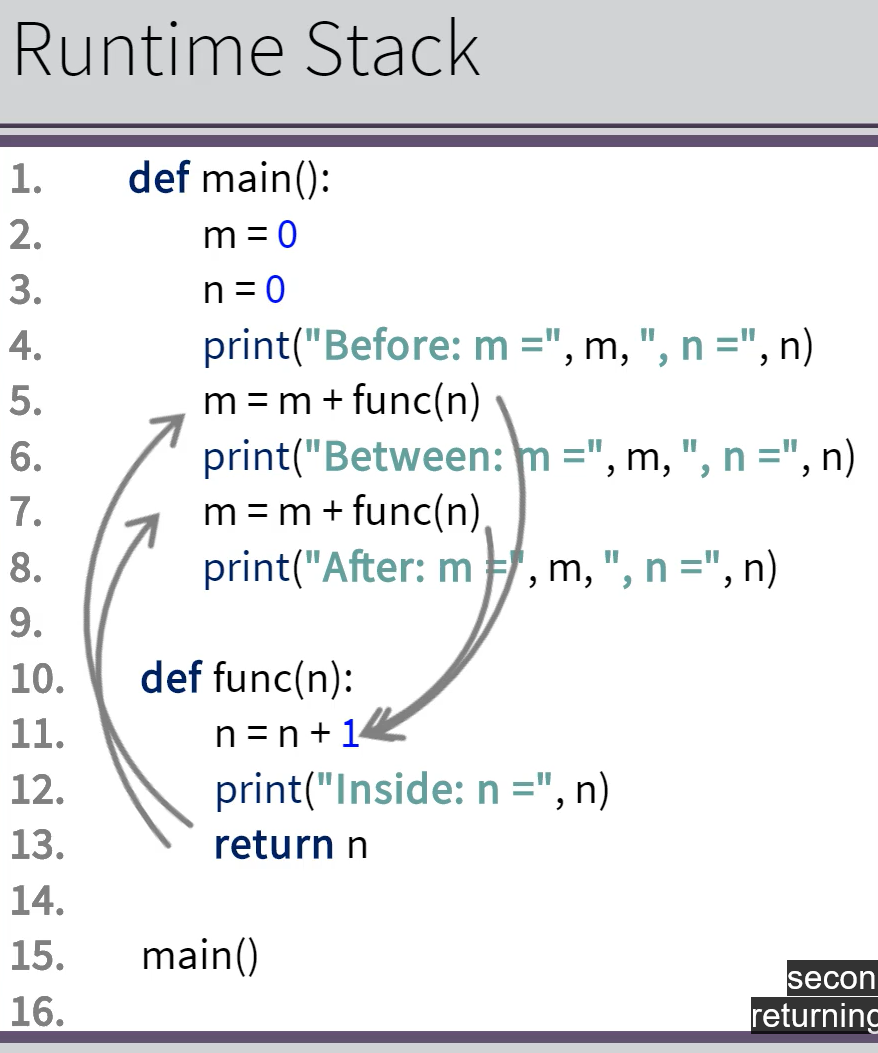 Runtime Stack
1. def main():
2. m = 0
3. n = 0
4. print("Before: m =", m, ", n =", n)
5. m = m + func(n)
6. print("Between: m =", m, ", n =", n)
7. m = m + func(n)
8. print("After: m =", m, ", n =", n)
9.
10. def func(n):
11. n = n + 1
12. print("Inside: n =", n)
13. return n
14.
15. main()
16.
secon
returning